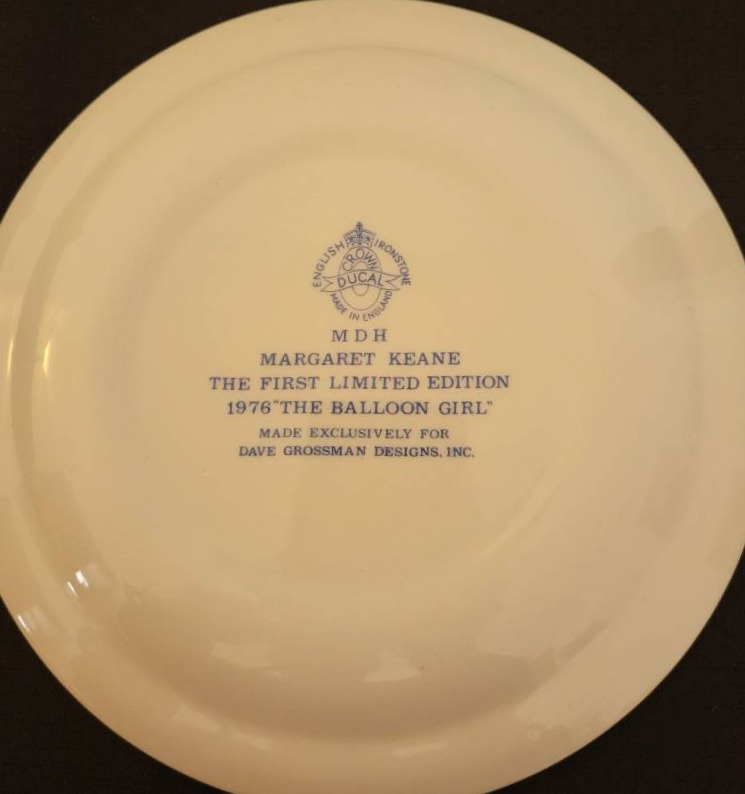 ENGLISH IRONSTONE
CROWN
DUCAL
MADE IN ENGLAND
MDH
MARGARET KEANE
THE FIRST LIMITED EDITION
1976 "THE BALLOON GIRL"
MADE EXCLUSIVELY FOR
DAVE GROSSMAN DESIGNS, INC.